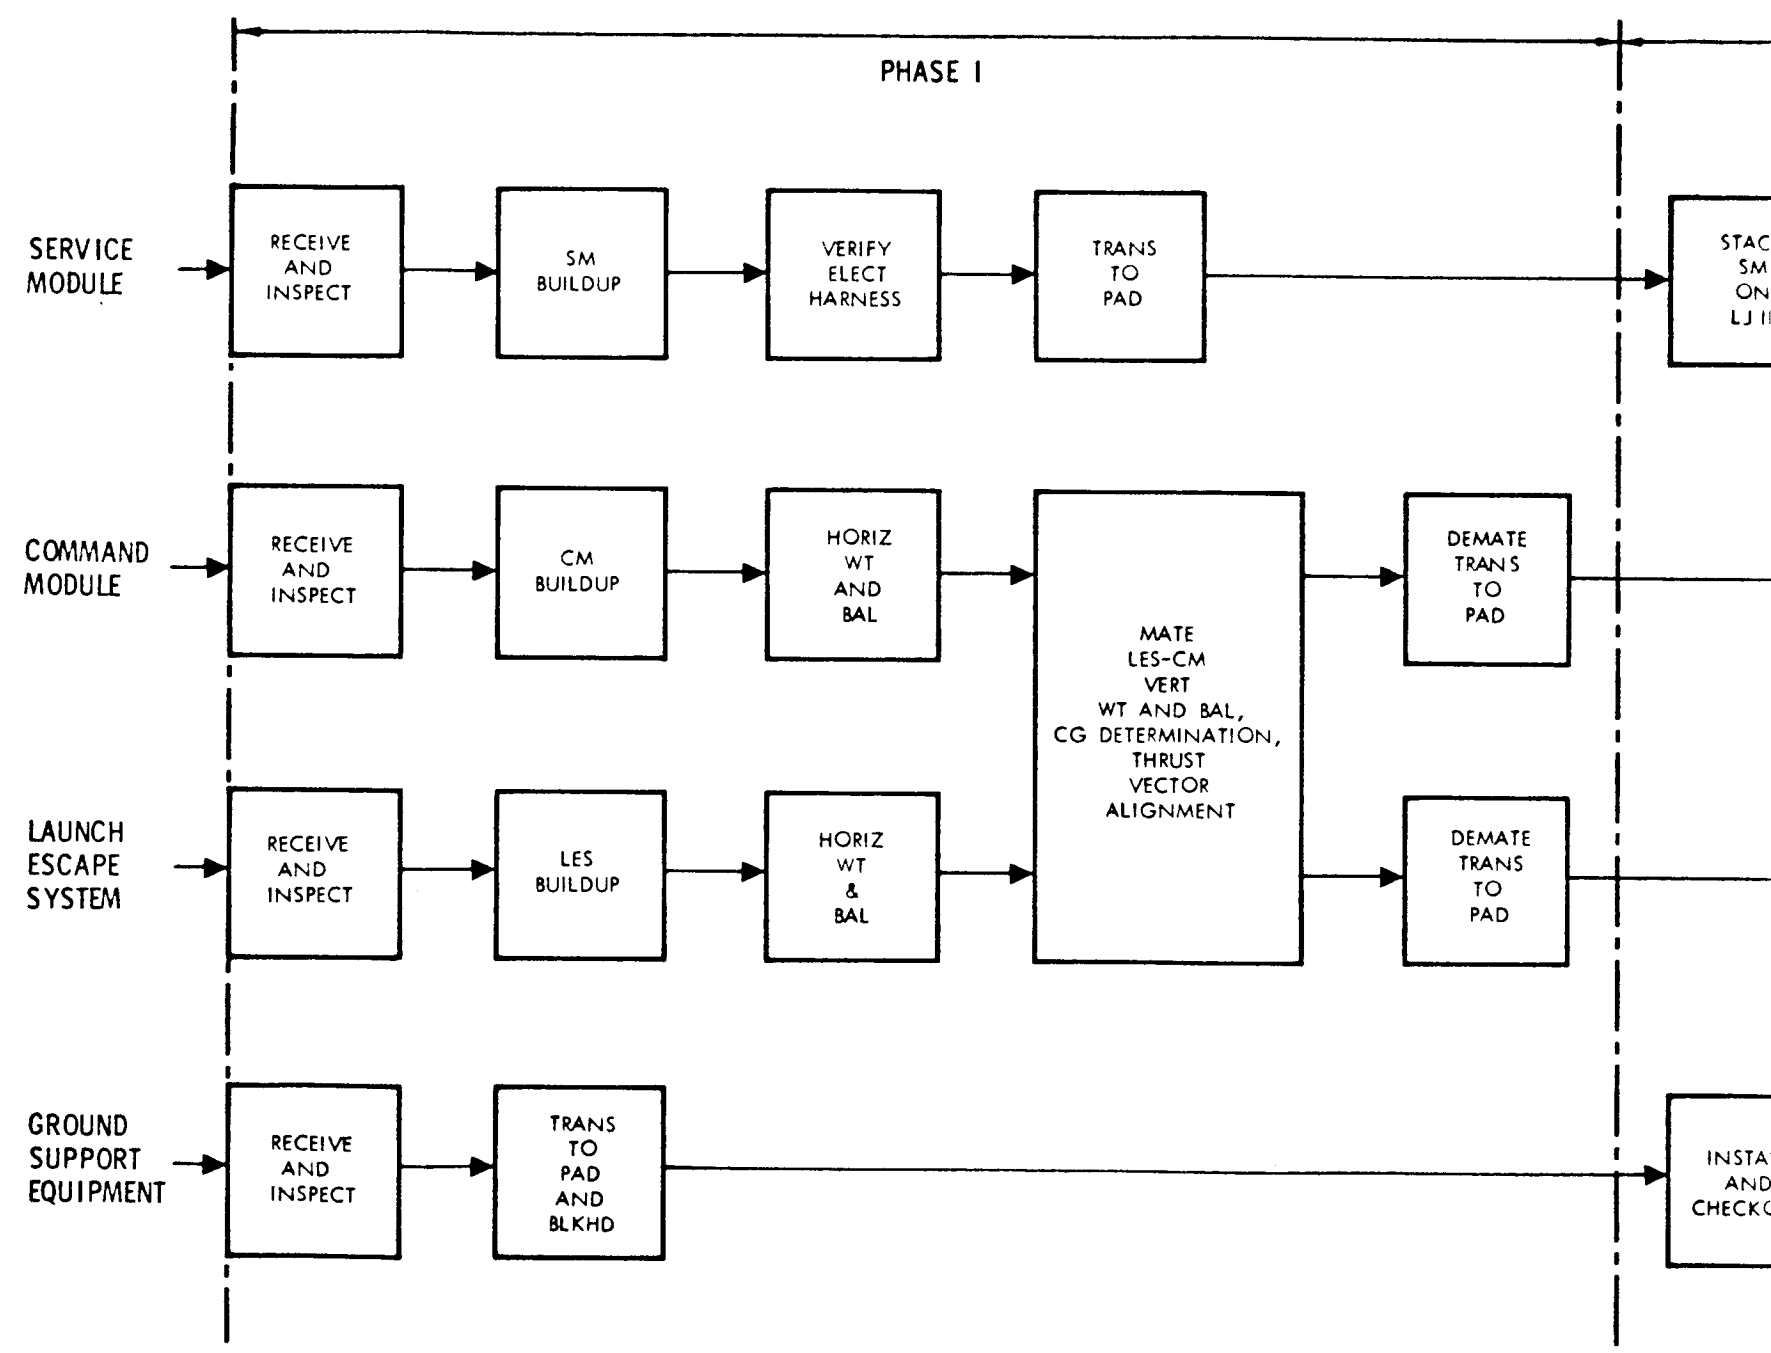 PHASE I
SERVICE
MODULE
RECEIVE
AND
INSPECT
SM
BUILDUP
VERIFY
ELECT
HARNESS
TRANS
TO
PAD
SM
ON
COMMAND
MODULE
RECEIVE
AND
INSPECT
CM
BUILDUP
HORIZ
WT
AND
BAL
MATE
LES-CM
VERT
WT AND BAL,
CG DETERMINATION,
THRUST
VECTOR
ALIGNMENT
DEMATE
TRANS
TO
PAD
LAUNCH
ESCAPE
SYSTEM
RECEIVE
AND
INSPECT
LES
BUILDUP
HORIZ
WT
&
BAL
DEMATE
TRANS
TO
PAD
GROUND
SUPPORT
EQUIPMENT
RECEIVE
AND
INSPECT
TRANS
TO
PAD
AND
BLKHD
AND